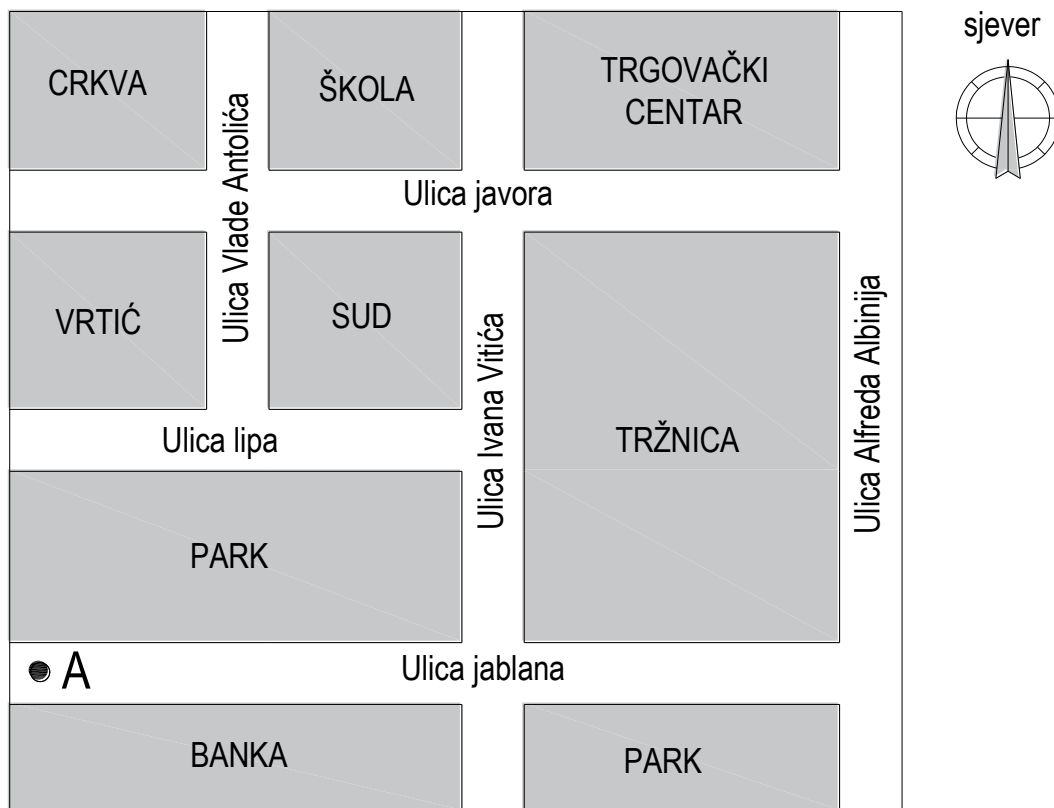 sjever
CRKVA
ŠKOLA
TRGOVAČKI
CENTAR
Ulica Vlade Antolića
Ulica javora
VRTIĆ
SUD
Ulica Ivana Vitića
Ulica Alfreda Albinija
Ulica lipa
TRŽNICA
PARK
A
Ulica jablana
BANKA
PARK